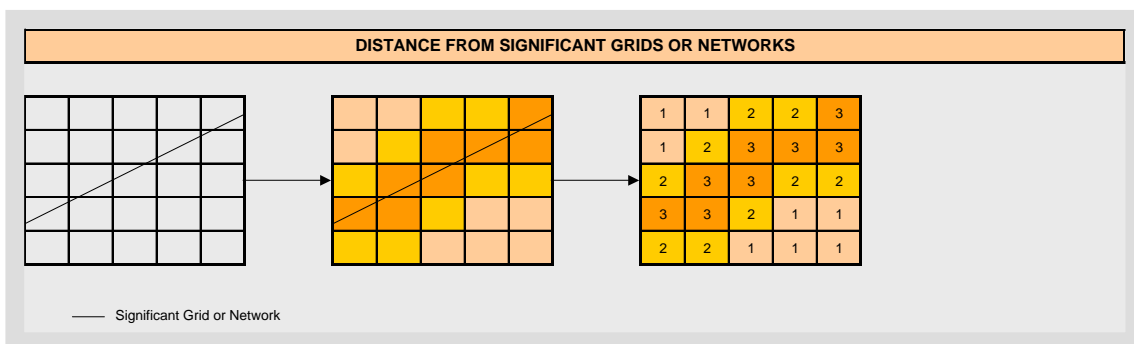 DISTANCE FROM SIGNIFICANT GRIDS OR NETWORKS
1 1 2 2 3
1 2 3 3 3
2 3 3 2 2
3 3 2 1 1
2 2 1 1 1
Significant Grid or Network